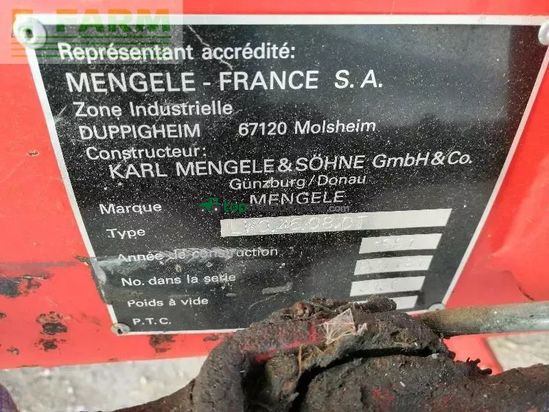 FARM
Représentant accrédité:
MENGELE - FRANCE S. A.
Zone Industrielle
DUPPIGHEIM 67120 Molsheim
Constructeur:
KARL MENGELE & SÖHNE GmbH & Co.
Günzburg / Donau
Marque MENGELE
Type
Année de construction
No. dans la serie
Poids à vide
P.T.C.